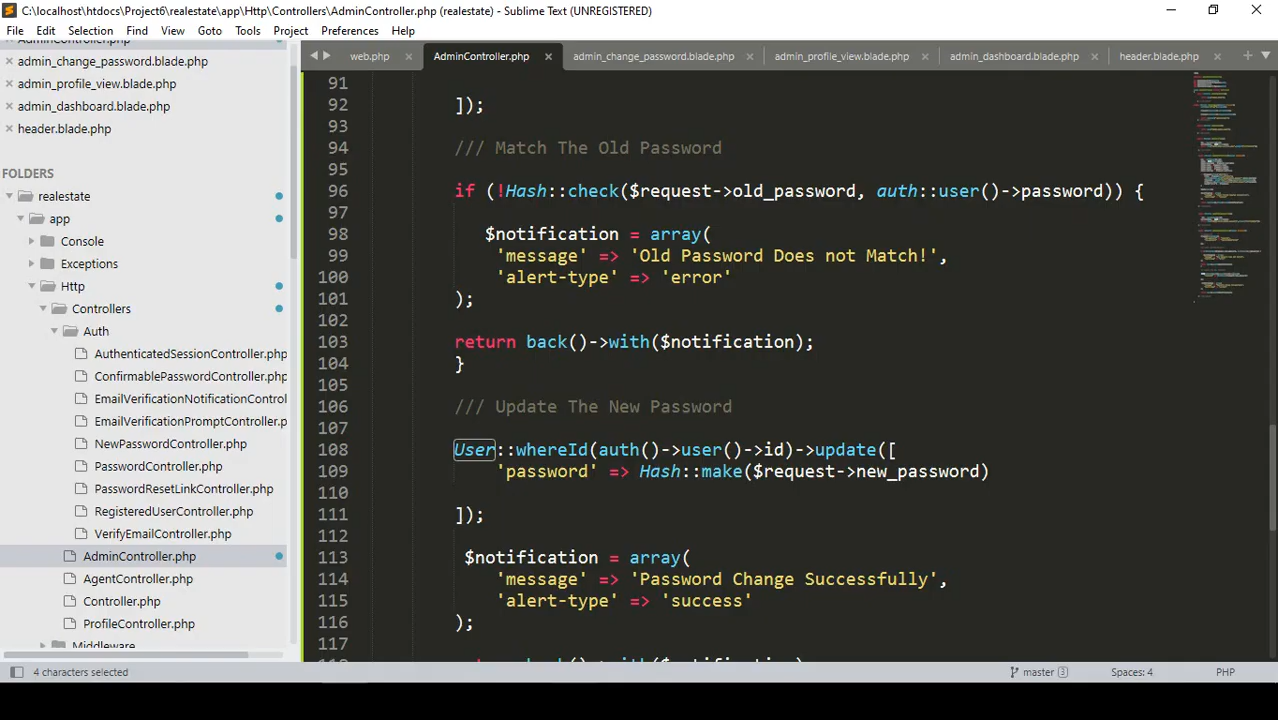 C:\localhost\htdocs\Project6\realestate\app\Http\Controllers\AdminController.php (realestate) - Sublime Text (UNREGISTERED)
File Edit Selection Find View Goto Tools Project Preferences Help
AdminController.php
admin_change_password.blade.php
admin_profile_view.blade.php
admin_dashboard.blade.php
header.blade.php
FOLDERS
realestate
app
Console
Exceptions
Http
Controllers
Auth
AuthenticatedSessionController.php
ConfirmablePasswordController.php
EmailVerificationNotificationControl
EmailVerificationPromptController.p
NewPasswordController.php
PasswordController.php
PasswordResetLinkController.php
RegisteredUserController.php
VerifyEmailController.php
AdminController.php
AgentController.php
Controller.php
ProfileController.php
Middleware
web.php AdminController.php admin_change_password.blade.php admin_profile_view.blade.php admin_dashboard.blade.php header.blade.php
91
92 ]);
93
94 /// Match The Old Password
95
96 if (!Hash::check($request->old_password, auth::user()->password)) {
97
98 $notification = array(
99 'message' => 'Old Password Does not Match!',
100 'alert-type' => 'error'
101 );
102
103 return back()->with($notification);
104 }
105
106 /// Update The New Password
107
108 User::whereId(auth()->user()->id)->update([
109 'password' => Hash::make($request->new_password)
110
111 ]);
112
113 $notification = array(
114 'message' => 'Password Change Successfully',
115 'alert-type' => 'success'
116 );
117
4 characters selected
master 3
Spaces: 4
PHP